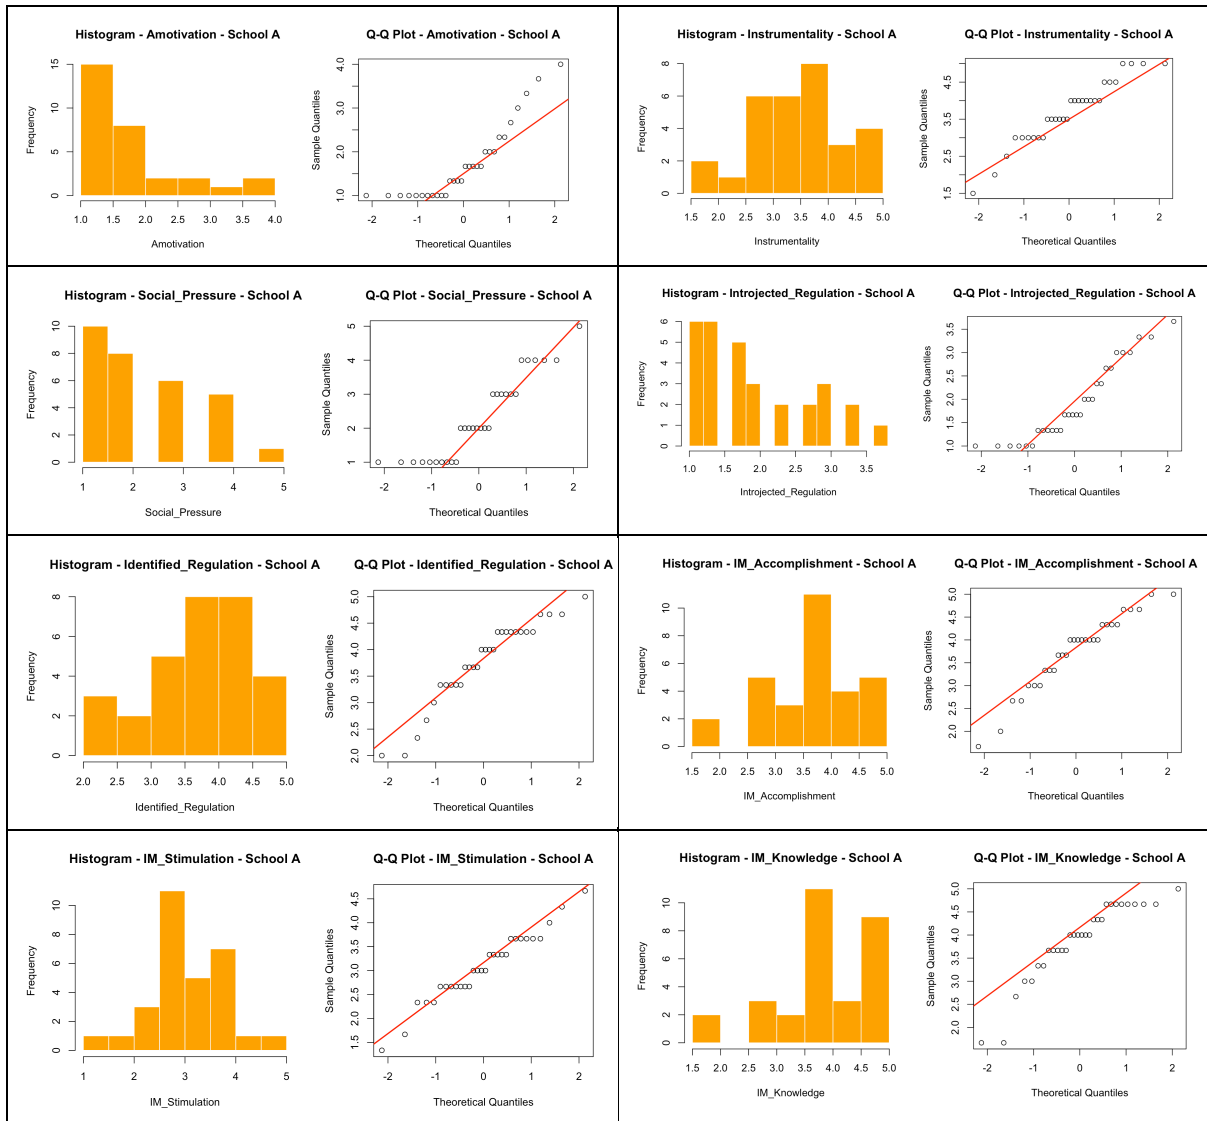 Histogram - Amotivation - School A
Frequency
0 5 10 15
1.0 1.5 2.0 2.5 3.0 3.5 4.0
Amotivation
Q-Q Plot - Amotivation - School A
Sample Quantiles
1.0 2.0 3.0 4.0
-2 -1 0 1 2
Theoretical Quantiles
Histogram - Instrumentality - School A
Frequency
0 2 4 6 8
1.5 2.0 2.5 3.0 3.5 4.0 4.5 5.0
Instrumentality
Q-Q Plot - Instrumentality - School A
Sample Quantiles
1.5 2.5 3.5 4.5
-2 -1 0 1 2
Theoretical Quantiles
Histogram - Social_Pressure - School A
Frequency
0 2 4 6 8 10
1 2 3 4 5
Social_Pressure
Q-Q Plot - Social_Pressure - School A
Sample Quantiles
1 2 3 4 5
-2 -1 0 1 2
Theoretical Quantiles
Histogram - Introjected_Regulation - School A
Frequency
0 1 2 3 4 5 6
1.0 1.5 2.0 2.5 3.0 3.5
Introjected_Regulation
Q-Q Plot - Introjected_Regulation - School A
Sample Quantiles
1.0 1.5 2.0 2.5 3.0 3.5
-2 -1 0 1 2
Theoretical Quantiles
Histogram - Identified_Regulation - School A
Frequency
0 2 4 6 8
2.0 2.5 3.0 3.5 4.0 4.5 5.0
Identified_Regulation
Q-Q Plot - Identified_Regulation - School A
Sample Quantiles
2.0 2.5 3.0 3.5 4.0 4.5 5.0
-2 -1 0 1 2
Theoretical Quantiles
Histogram - IM_Accomplishment - School A
Frequency
0 2 4 6 8 10
1.5 2.0 2.5 3.0 3.5 4.0 4.5 5.0
IM_Accomplishment
Q-Q Plot - IM_Accomplishment - School A
Sample Quantiles
2.0 2.5 3.0 3.5 4.0 4.5 5.0
-2 -1 0 1 2
Theoretical Quantiles
Histogram - IM_Stimulation - School A
Frequency
0 2 4 6 8 10
1 2 3 4 5
IM_Stimulation
Q-Q Plot - IM_Stimulation - School A
Sample Quantiles
1.5 2.0 2.5 3.0 3.5 4.0 4.5
-2 -1 0 1 2
Theoretical Quantiles
Histogram - IM_Knowledge - School A
Frequency
0 2 4 6 8 10
1.5 2.0 2.5 3.0 3.5 4.0 4.5 5.0
IM_Knowledge
Q-Q Plot - IM_Knowledge - School A
Sample Quantiles
2.0 2.5 3.0 3.5 4.0 4.5 5.0
-2 -1 0 1 2
Theoretical Quantiles